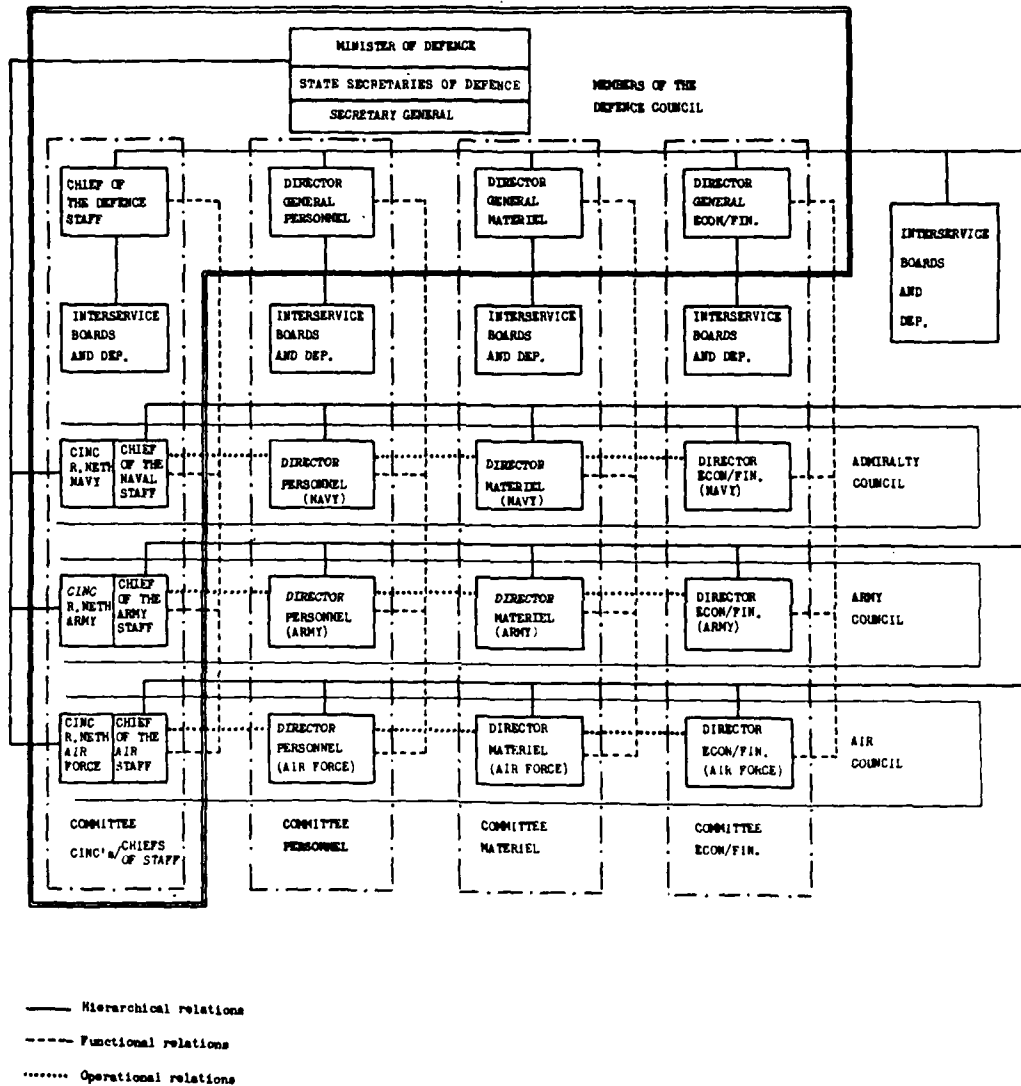 MINISTER OF DEFENCE
STATE SECRETARIES OF DEFENCE
SECRETARY GENERAL
MEMBERS OF THE
DEFENCE COUNCIL
CHIEF OF
THE DEFENCE
STAFF
DIRECTOR
GENERAL
PERSONNEL
DIRECTOR
GENERAL
MATERIEL
DIRECTOR
GENERAL
ECON/FIN.
INTERSERVICE
BOARDS
AND
DEP.
INTERSERVICE
BOARDS
AND DEP.
INTERSERVICE
BOARDS
AND DEP.
INTERSERVICE
BOARDS
AND DEP.
INTERSERVICE
BOARDS
AND DEP.
CINC
R,NETH
NAVY
CHIEF
OF THE
NAVAL
STAFF
DIRECTOR
PERSONNEL
(NAVY)
DIRECTOR
MATERIEL
(NAVY)
DIRECTOR
ECON/FIN.
(NAVY)
ADMIRALTY
COUNCIL
CINC
R,NETH
ARMY
CHIEF
OF THE
ARMY
STAFF
DIRECTOR
PERSONNEL
(ARMY)
DIRECTOR
MATERIEL
(ARMY)
DIRECTOR
ECON/FIN.
(ARMY)
ARMY
COUNCIL
CINC
R,NETH
AIR
FORCE
CHIEF
OF THE
AIR
STAFF
DIRECTOR
PERSONNEL
(AIR FORCE)
DIRECTOR
MATERIEL
(AIR FORCE)
DIRECTOR
ECON/FIN.
(AIR FORCE)
AIR
COUNCIL
COMMITTEE
CINC's/CHIEFS
OF STAFF
COMMITTEE
PERSONNEL
COMMITTEE
MATERIEL
COMMITTEE
ECON/FIN.
Hierarchical relations
Functional relations
Operational relations